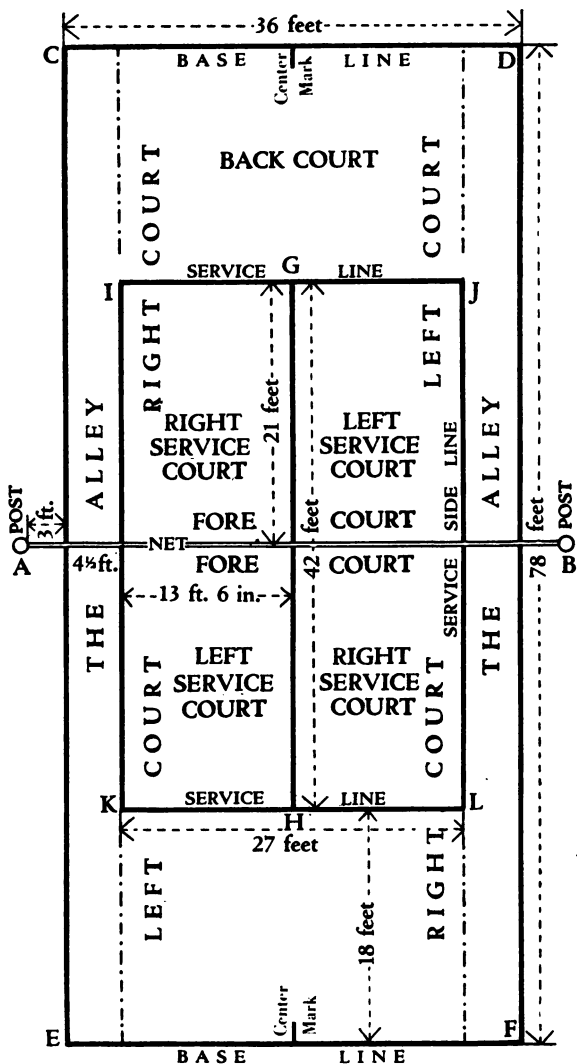 36 feet
C
BASE LINE
D
Center
Mark
RIGHT COURT
BACK COURT
LEFT COURT
I
SERVICE LINE
G
J
21 feet
RIGHT
SERVICE
COURT
LEFT
SERVICE
COURT
THE ALLEY
SERVICE SIDE LINE
THE ALLEY
42 feet
78 feet
POST
3 ft.
FORE COURT
POST
A
NET
B
4½ ft.
FORE COURT
13 ft. 6 in.
LEFT
SERVICE
COURT
RIGHT
SERVICE
COURT
LEFT COURT
RIGHT COURT
K
SERVICE LINE
H
L
27 feet
18 feet
Center
Mark
E
BASE LINE
F